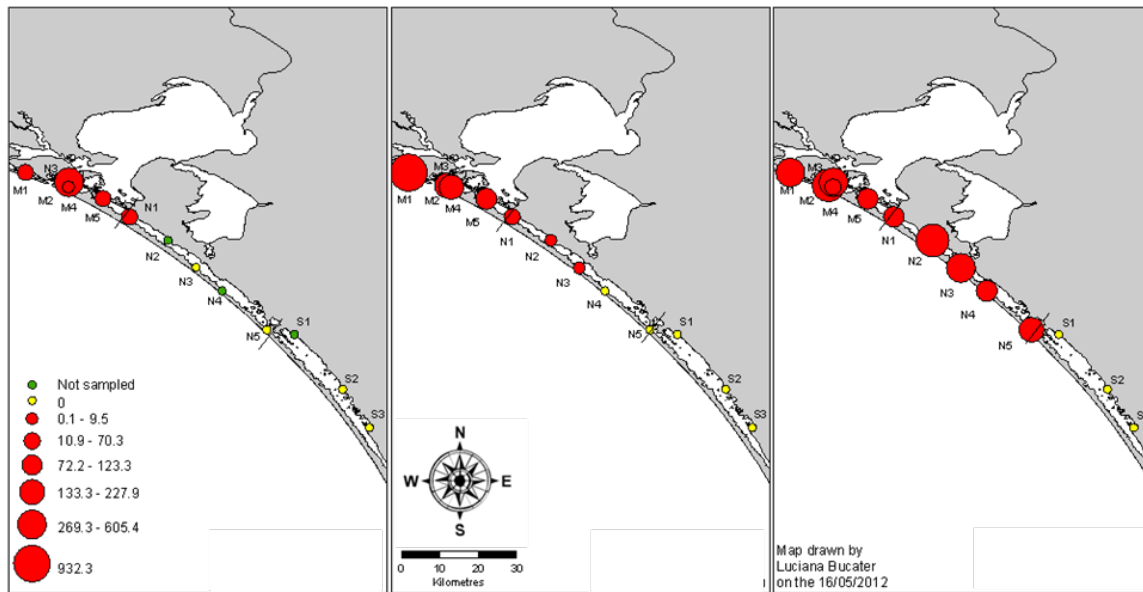 N3
M1
M2
M4
M5
N1
N2
N3
N4
N5
S1
S2
S3
Not sampled
0
0.1 - 9.5
10.9 - 70.3
72.2 - 123.3
133.3 - 227.9
269.3 - 605.4
932.3
M3
M1
M2
M4
M5
N1
N2
N3
N4
N5
S1
S2
S3
N
W
E
S
0
10
20
30
Kilometres
M3
M1
M2
M4
M5
N1
N2
N3
N4
N5
S1
S2
Map drawn by
Luciana Bucater
on the 16/05/2012